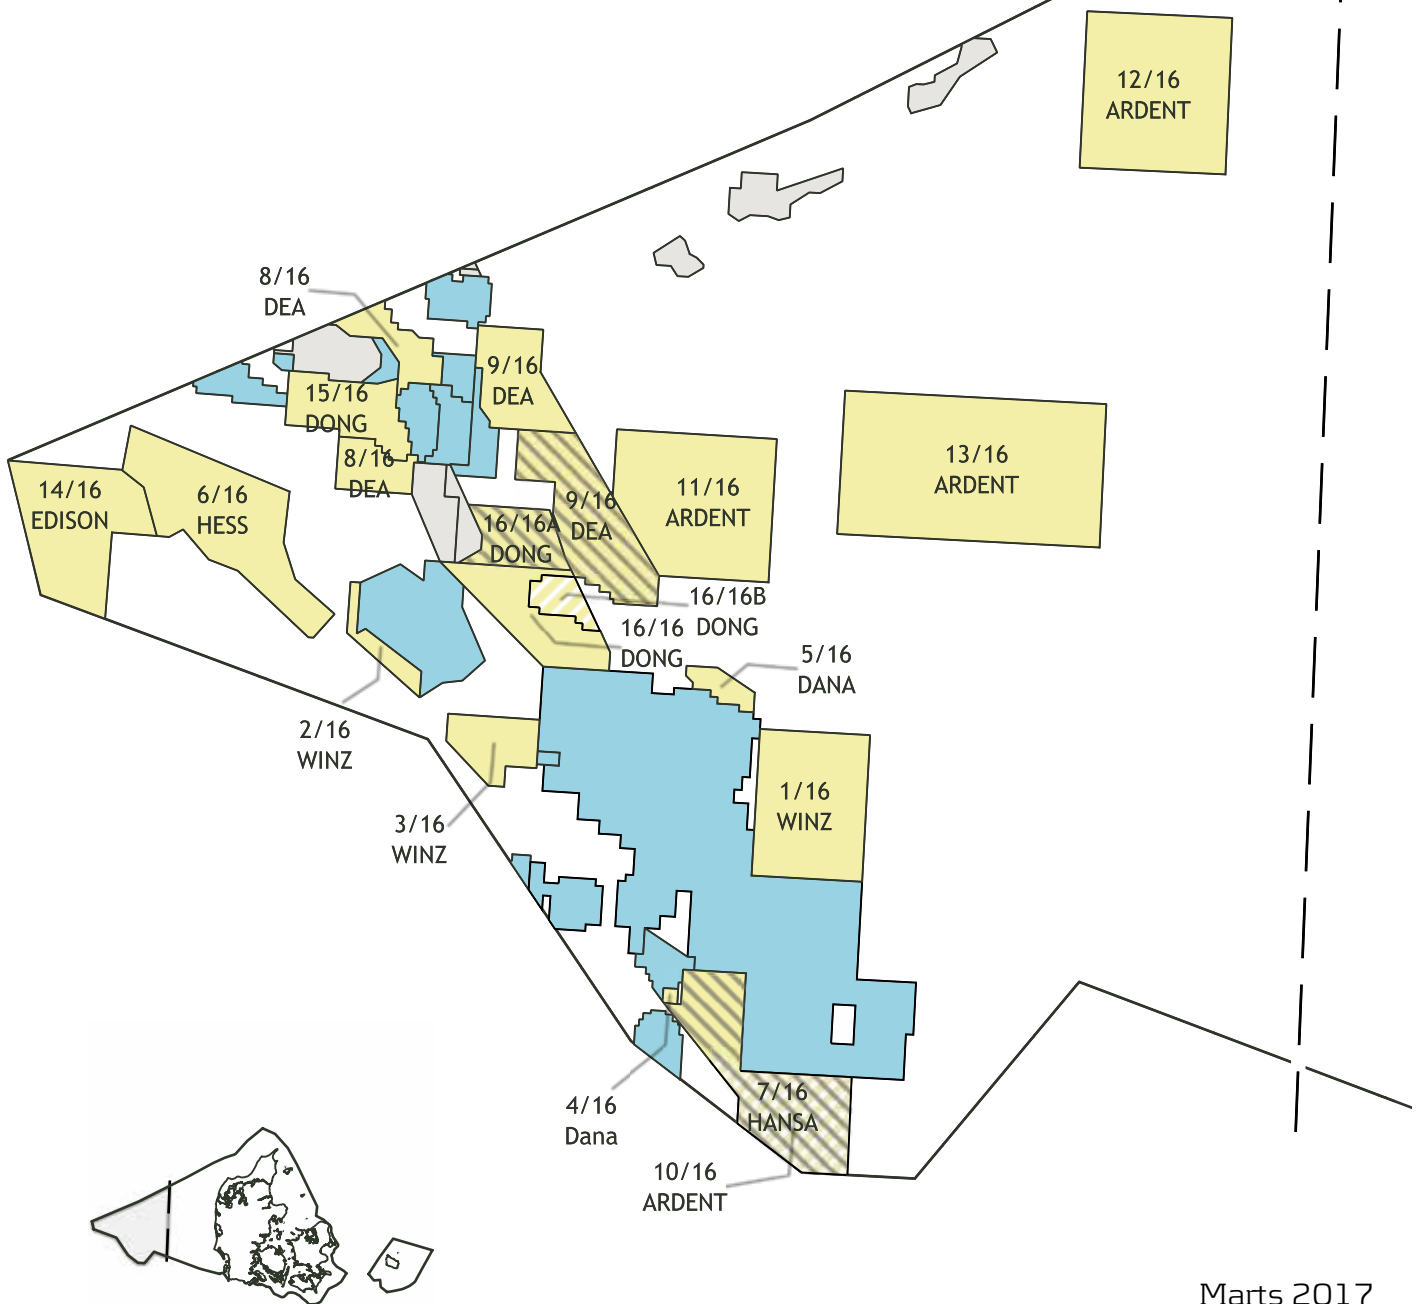 12/16
ARDENT
8/16
DEA
9/16
DEA
15/16
DONG
8/16
DEA
14/16
EDISON
6/16
HESS
16/16A
DONG
9/16
DEA
11/16
ARDENT
13/16
ARDENT
16/16B
DONG
16/16
DONG
5/16
DANA
2/16
WINZ
3/16
WINZ
1/16
WINZ
4/16
Dana
7/16
HANSA
10/16
ARDENT
Marts 2017